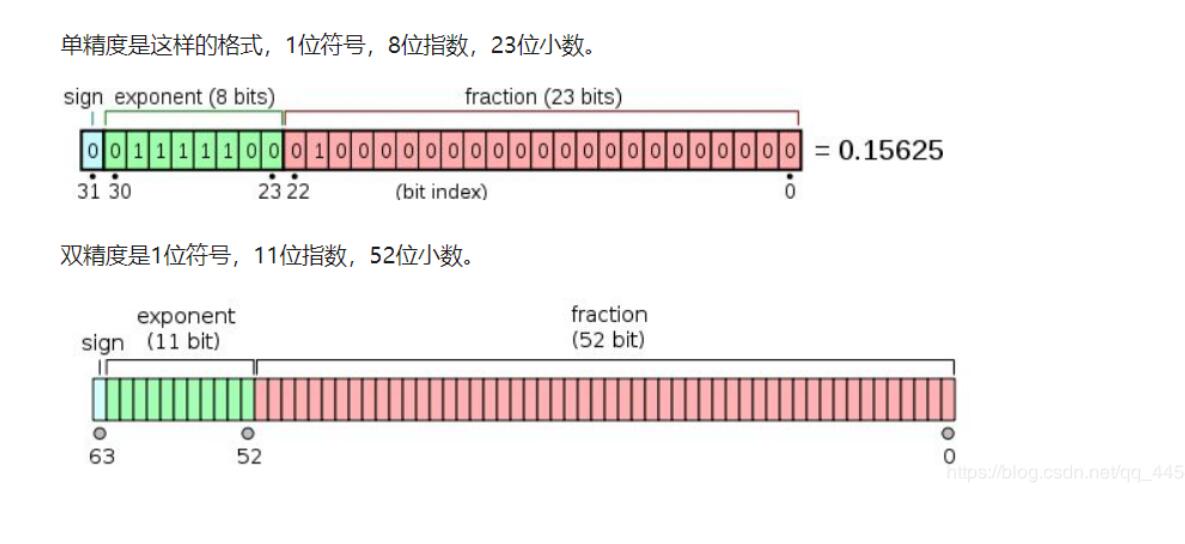 单精度是这样的格式，1位符号，8位指数，23位小数。
sign exponent (8 bits) fraction (23 bits)
0 0 1 1 1 1 1 0 0 0 1 0 0 0 0 0 0 0 0 0 0 0 0 0 0 0 0 0 0 0 0 0 = 0.15625
31 30 23 22 (bit index) 0
双精度是1位符号，11位指数，52位小数。
exponent fraction
sign (11 bit) (52 bit)
63 52 0
https://blog.csdn.net/qq_445